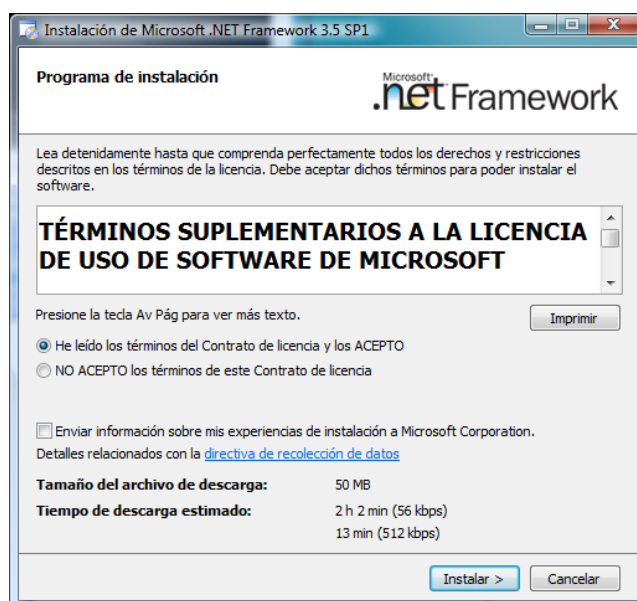 Instalación de Microsoft .NET Framework 3.5 SP1
Programa de instalación
Microsoft
.net Framework
Lea detenidamente hasta que comprenda perfectamente todos los derechos y restricciones
descritos en los términos de la licencia. Debe aceptar dichos términos para poder instalar el
software.
TÉRMINOS SUPLEMENTARIOS A LA LICENCIA
DE USO DE SOFTWARE DE MICROSOFT
Presione la tecla Av Pág para ver más texto.
Imprimir
He leído los términos del Contrato de licencia y los ACEPTO
NO ACEPTO los términos de este Contrato de licencia
Enviar información sobre mis experiencias de instalación a Microsoft Corporation.
Detalles relacionados con la directiva de recolección de datos
Tamaño del archivo de descarga: 50 MB
Tiempo de descarga estimado: 2 h 2 min (56 kbps)
13 min (512 kbps)
Instalar >
Cancelar